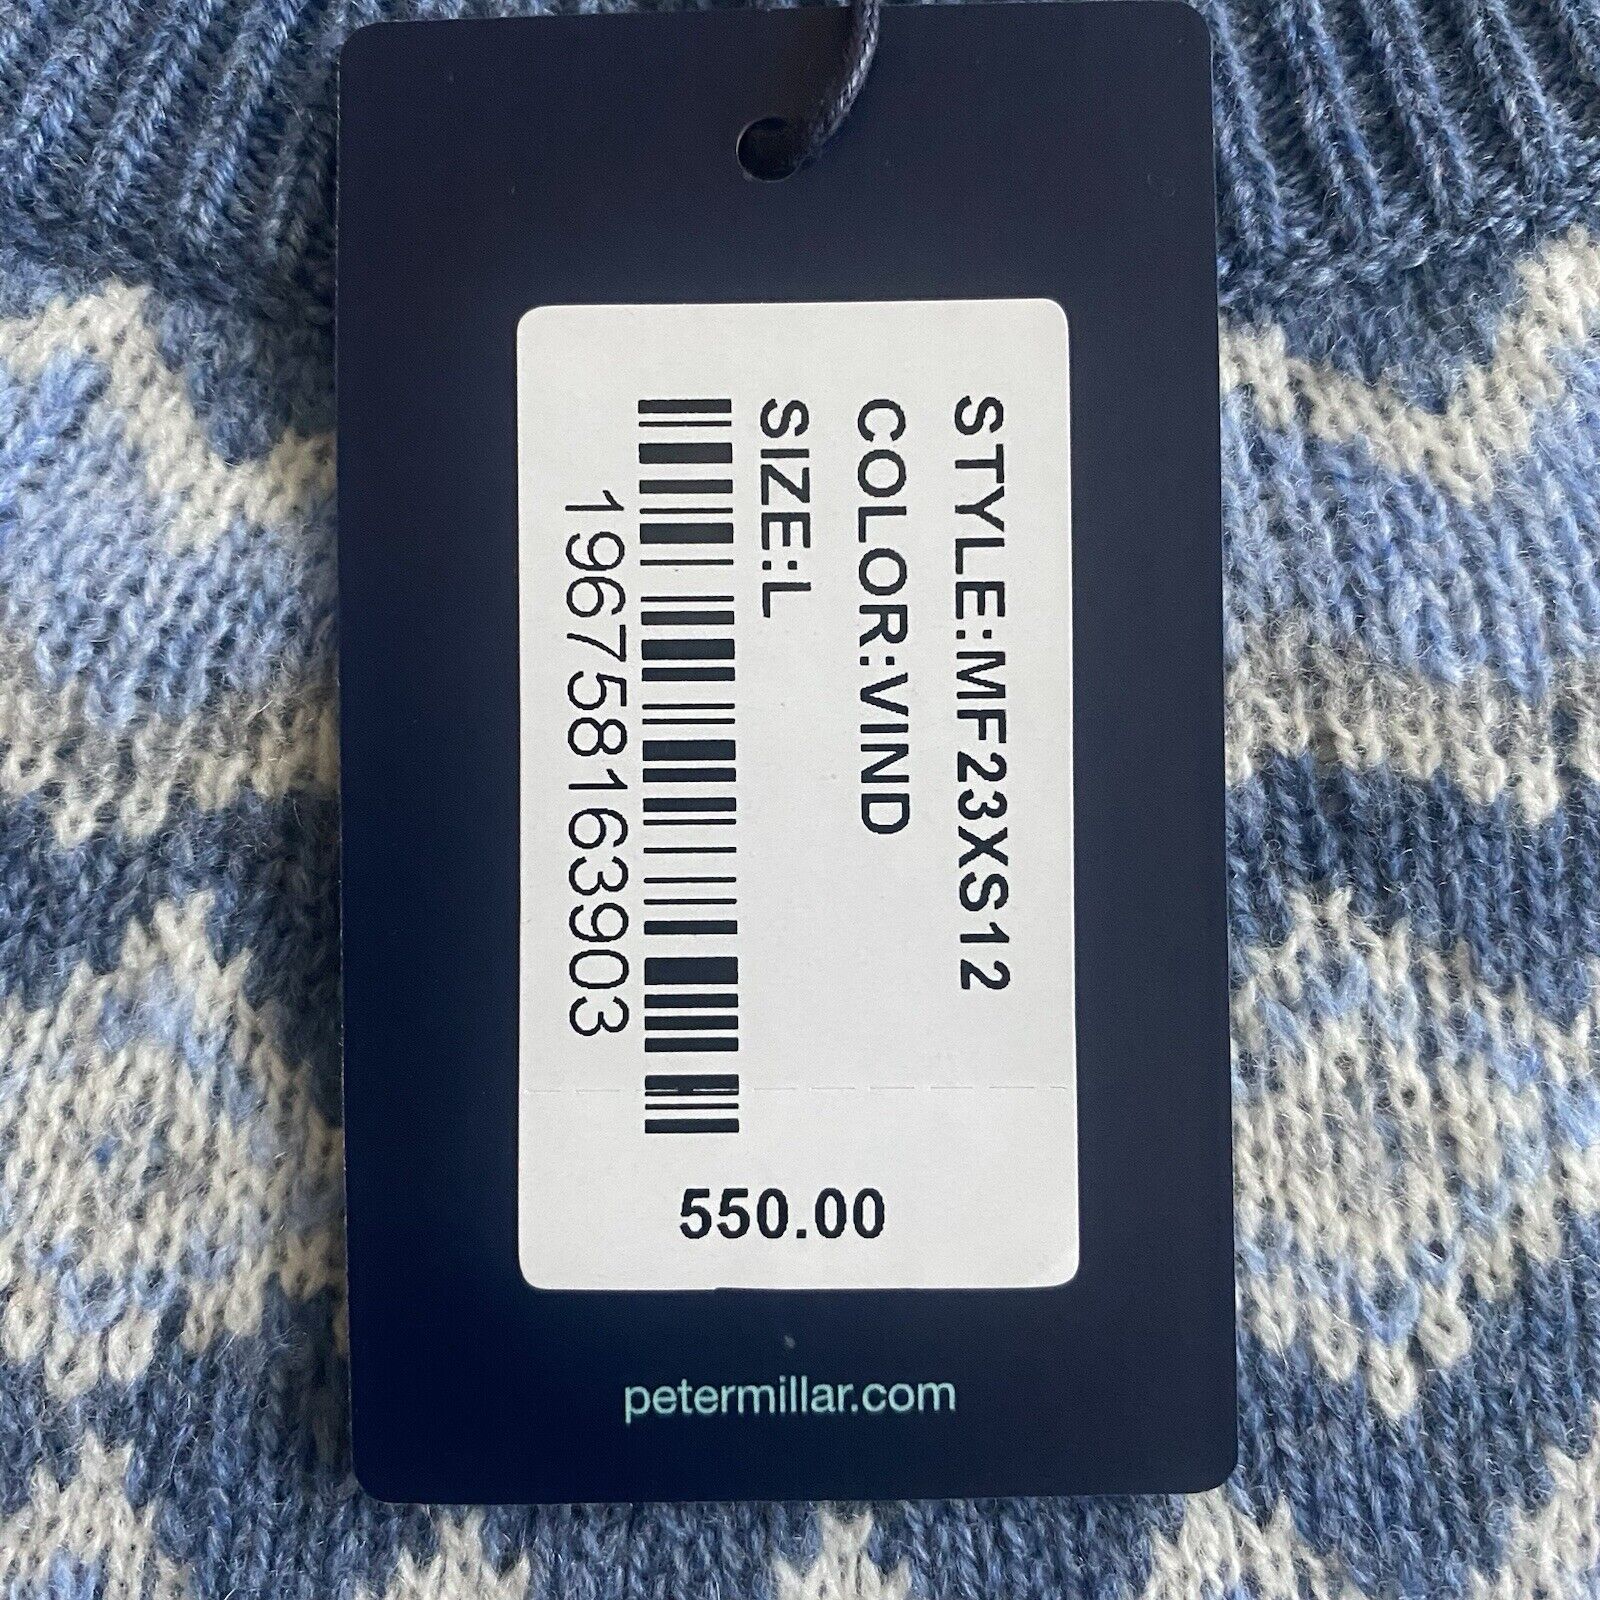 STYLE:MF23XS12
COLOR:VIND
SIZE:L
196758163903
550.00
petermillar.com